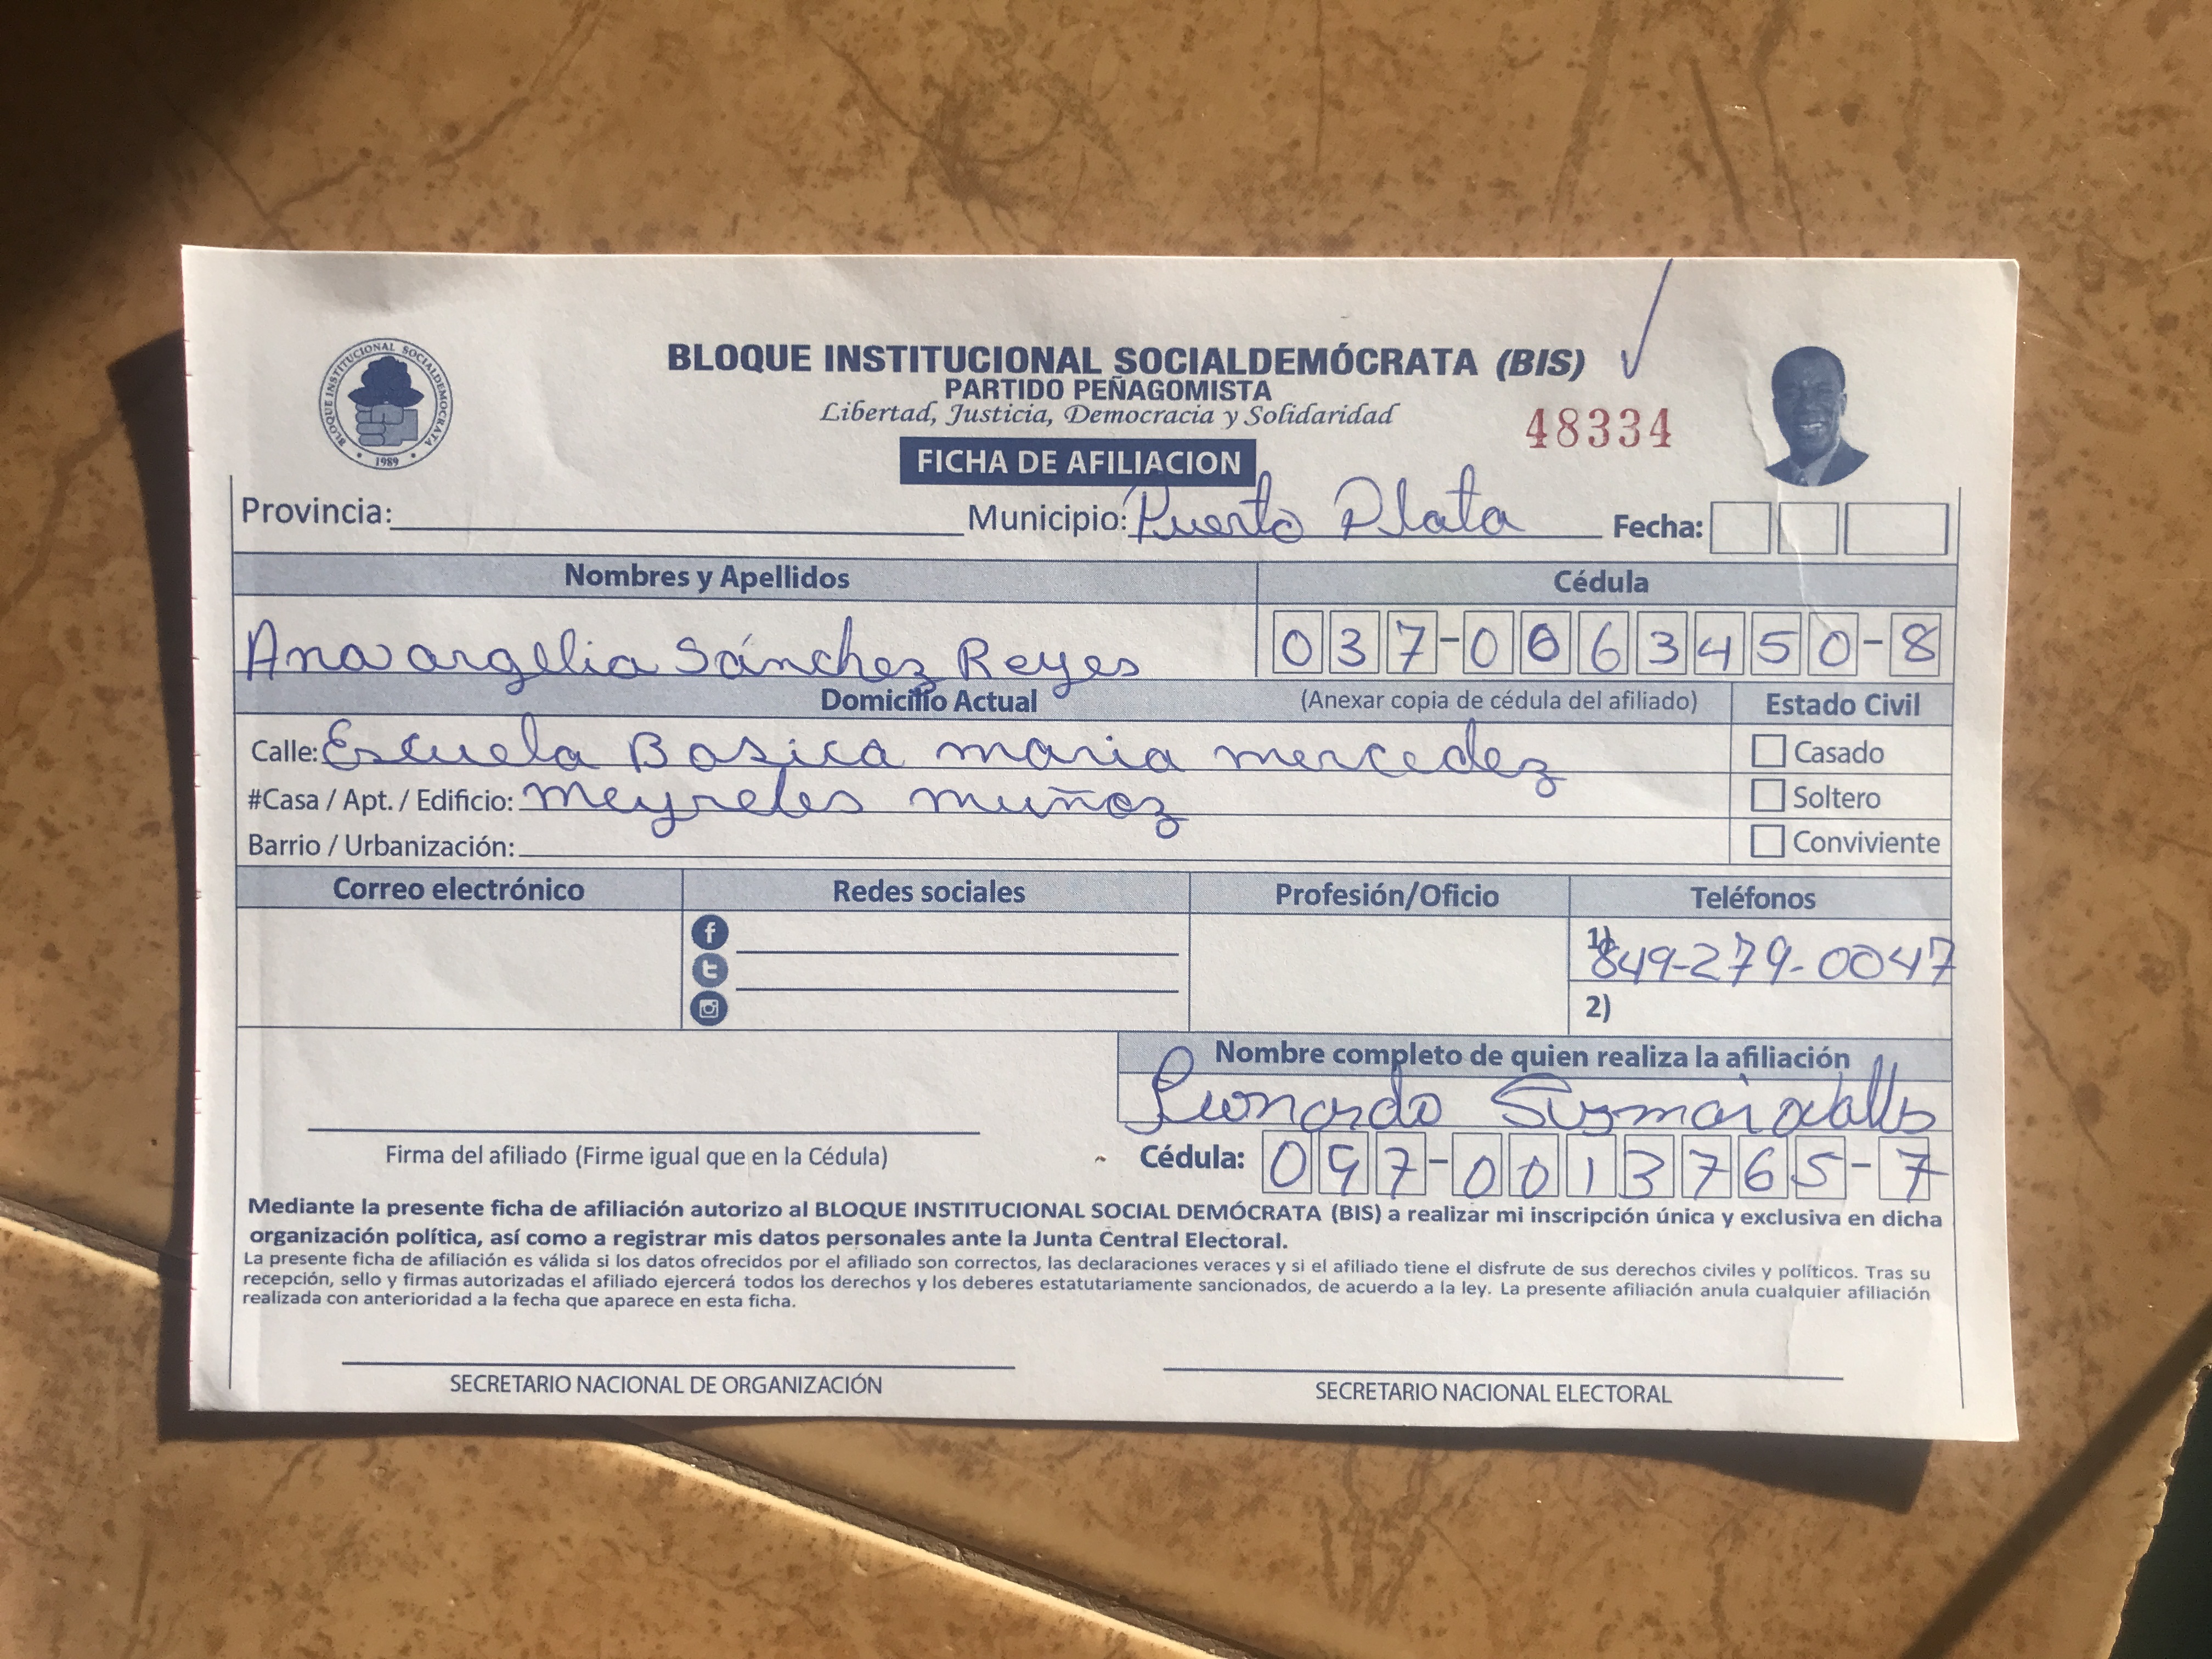 BLOQUE INSTITUCIONAL SOCIALDEMOCRATA
1989
BLOQUE INSTITUCIONAL SOCIALDEMÓCRATA (BIS)
PARTIDO PEÑAGOMISTA
Libertad, Justicia, Democracia y Solidaridad
48334
FICHA DE AFILIACION
Provincia: Municipio: Puerto Plata Fecha:
Nombres y Apellidos Cédula
Ana argelia Sánchez Reyes 037-0063450-8
Domicilio Actual (Anexar copia de cédula del afiliado) Estado Civil
Calle: Escuela Basica maria mercedez Casado
#Casa / Apt. / Edificio: meyreles muñoz Soltero
Barrio / Urbanización: Conviviente
Correo electrónico Redes sociales Profesión/Oficio Teléfonos
1) 849-279-0047
2)
Nombre completo de quien realiza la afiliación
Leonardo
Firma del afiliado (Firme igual que en la Cédula) Cédula: 097-0013765-7
Mediante la presente ficha de afiliación autorizo al BLOQUE INSTITUCIONAL SOCIAL DEMÓCRATA (BIS) a realizar mi inscripción única y exclusiva en dicha
organización política, así como a registrar mis datos personales ante la Junta Central Electoral.
La presente ficha de afiliación es válida si los datos ofrecidos por el afiliado son correctos, las declaraciones veraces y si el afiliado tiene el disfrute de sus derechos civiles y políticos. Tras su
recepción, sello y firmas autorizadas el afiliado ejercerá todos los derechos y los deberes estatutariamente sancionados, de acuerdo a la ley. La presente afiliación anula cualquier afiliación
realizada con anterioridad a la fecha que aparece en esta ficha.
SECRETARIO NACIONAL DE ORGANIZACIÓN SECRETARIO NACIONAL ELECTORAL